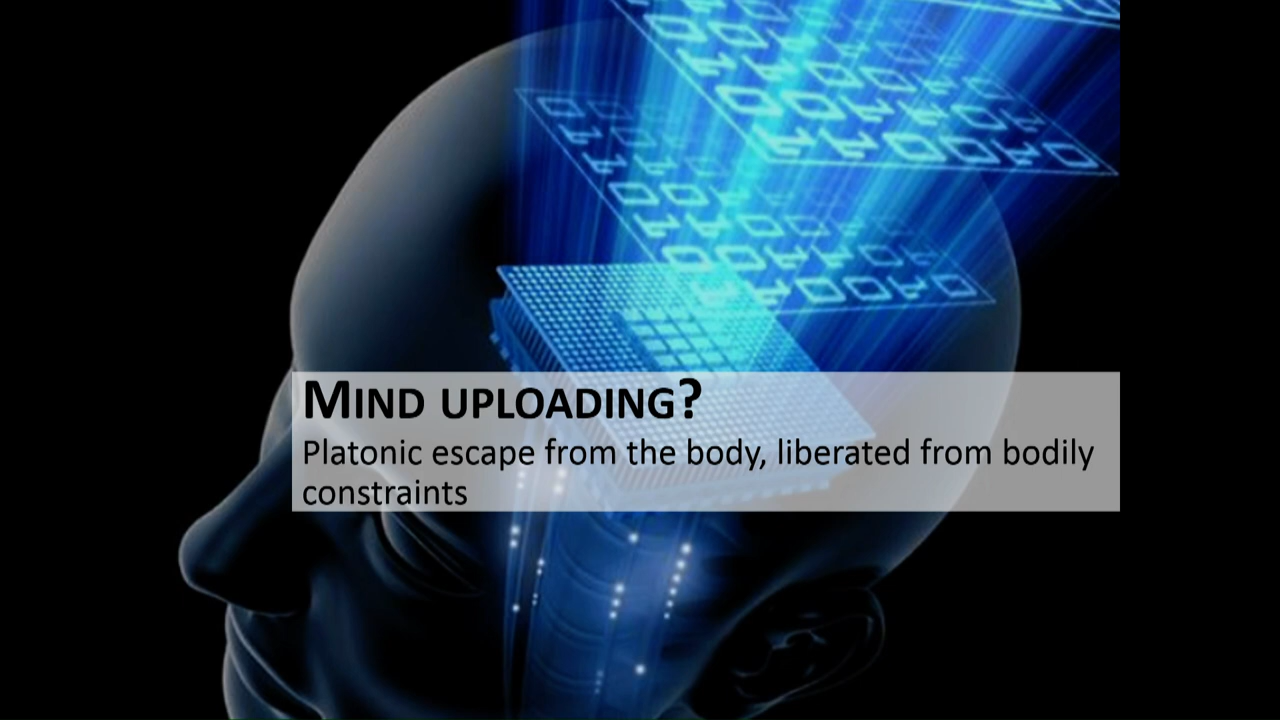 Mind uploading?
Platonic escape from the body, liberated from bodily
constraints